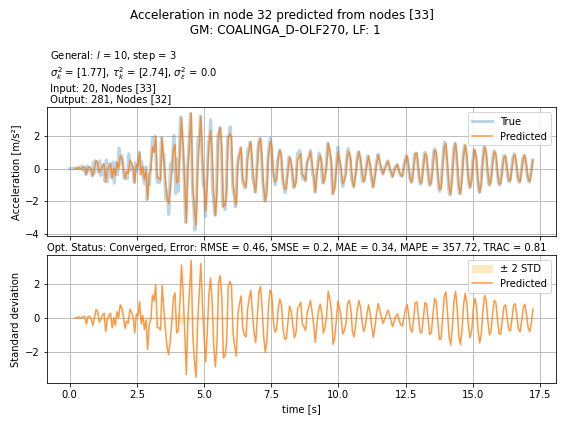 Acceleration in node 32 predicted from nodes [33]
GM: COALINGA_D-OLF270, LF: 1
General: l = 10, step = 3
σ²ₖ = [1.77], τ²ₖ = [2.74], σ²_ε = 0.0
Input: 20, Nodes [33]
Output: 281, Nodes [32]
Acceleration [m/s²]
2
0
−2
−4
True
Predicted
Opt. Status: Converged, Error: RMSE = 0.46, SMSE = 0.2, MAE = 0.34, MAPE = 357.72, TRAC = 0.81
Standard deviation
2
0
−2
± 2 STD
Predicted
0.0 2.5 5.0 7.5 10.0 12.5 15.0 17.5
time [s]